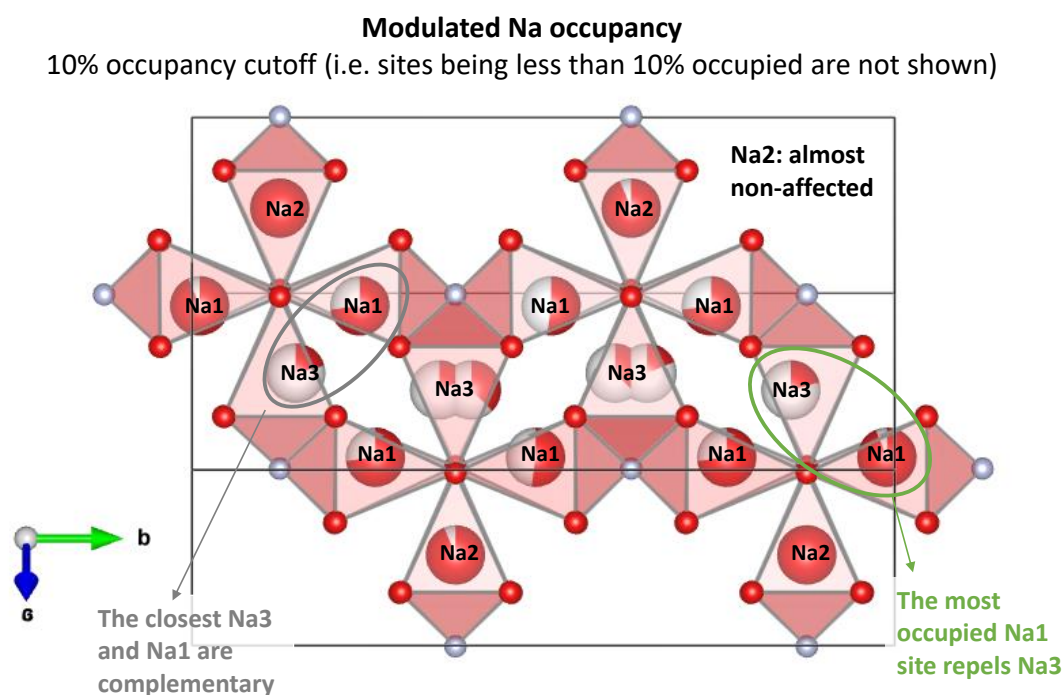 Modulated Na occupancy
10% occupancy cutoff (i.e. sites being less than 10% occupied are not shown)
Na2: almost
non-affected
Na2
Na2
Na1
Na1
Na1
Na1
Na3
Na3
Na3
Na3
Na1
Na1
Na1
Na1
Na2
Na2
b
c
The closest Na3
and Na1 are
complementary
The most
occupied Na1
site repels Na3